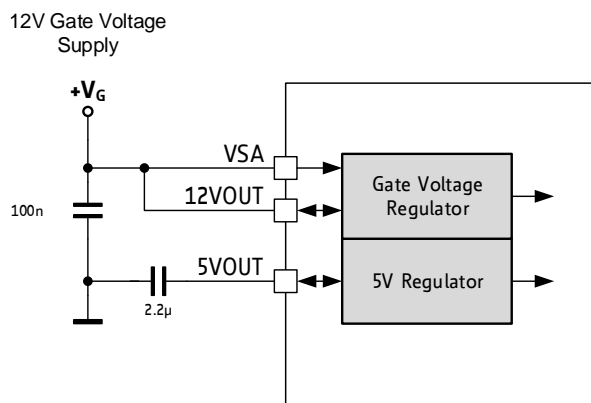 12V Gate Voltage
Supply
+VG
VSA
12VOUT
100n
5VOUT
2.2µ
Gate Voltage
Regulator
5V Regulator